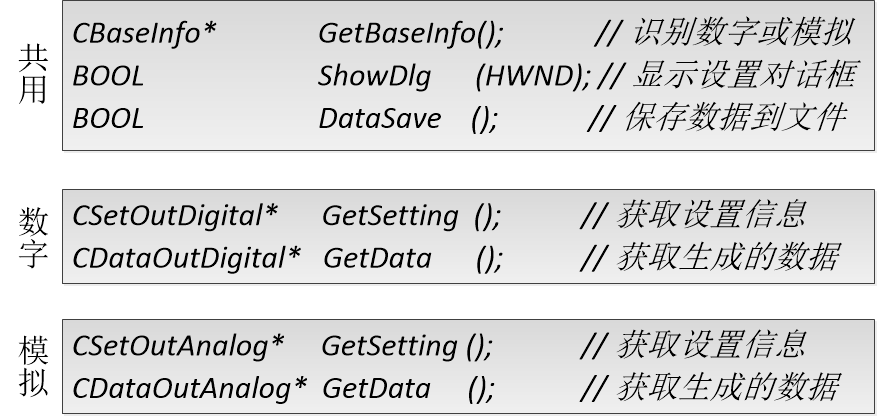 共用
CBaseInfo* GetBaseInfo(); // 识别数字或模拟
BOOL ShowDlg (HWND); // 显示设置对话框
BOOL DataSave (); // 保存数据到文件
数字
CSetOutDigital* GetSetting (); // 获取设置信息
CDataOutDigital* GetData (); // 获取生成的数据
模拟
CSetOutAnalog* GetSetting (); // 获取设置信息
CDataOutAnalog* GetData (); // 获取生成的数据